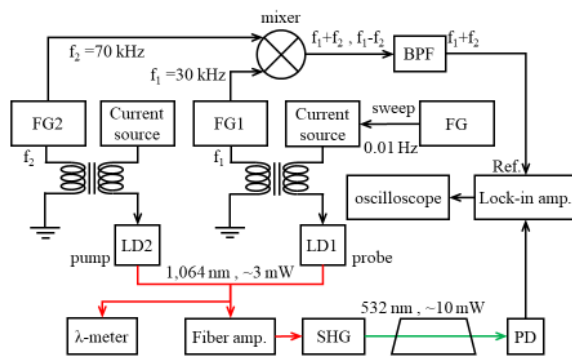 mixer
f₂ =70 kHz
f₁+f₂ , f₁-f₂
BPF
f₁+f₂
f₁ =30 kHz
FG2
Current
source
FG1
Current
source
sweep
0.01 Hz
FG
f₂
f₁
Ref.
oscilloscope
Lock-in amp.
pump
LD2
LD1
probe
1,064 nm , ~3 mW
532 nm , ~10 mW
λ-meter
Fiber amp.
SHG
PD